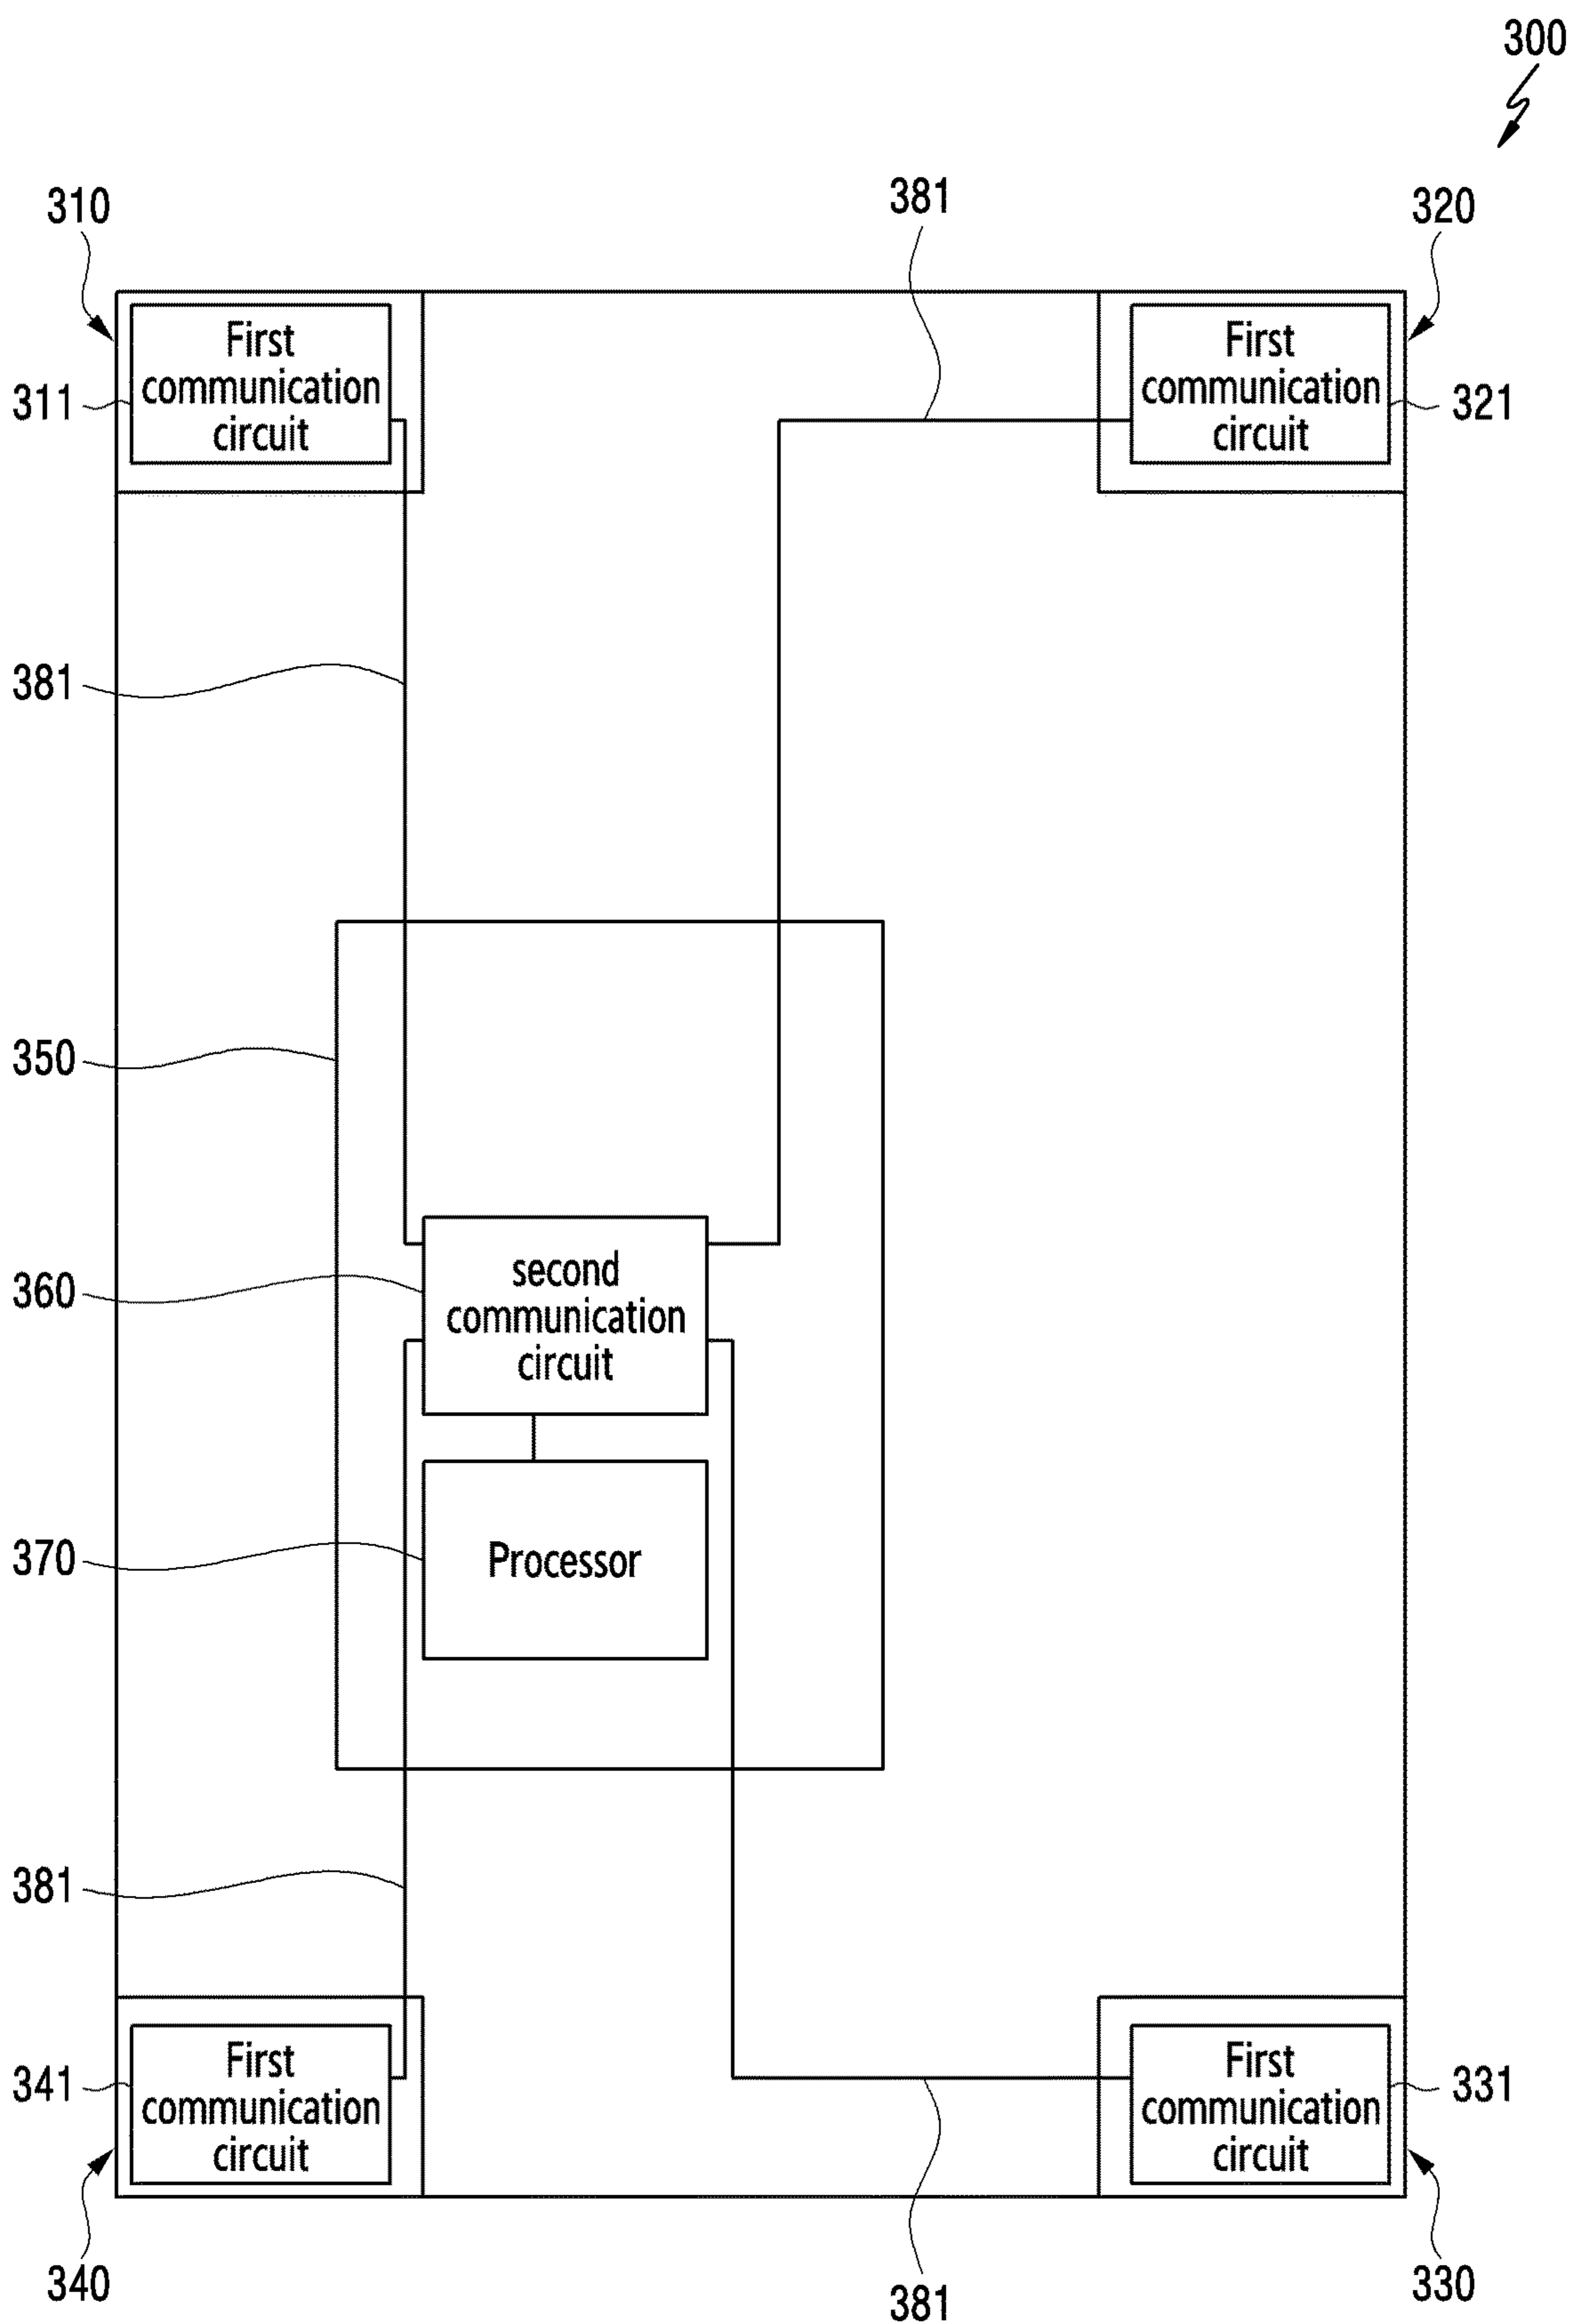 300
310
381
320
First
communication
circuit
First
communication
circuit
311
321
381
350
second
communication
circuit
360
Processor
370
381
First
communication
circuit
First
communication
circuit
341
331
340
381
330